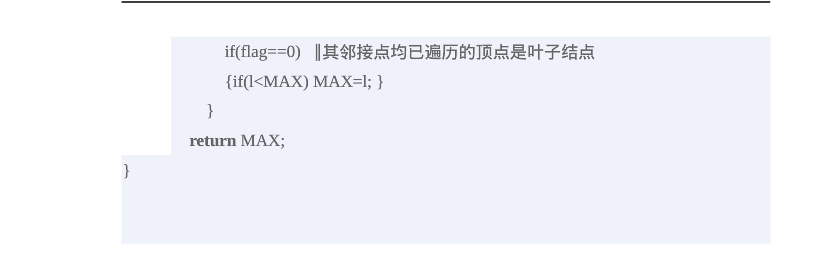 if(flag==0) ‖其邻接点均已遍历的顶点是叶子结点
{if(l<MAX) MAX=l; }
}
return MAX;
}